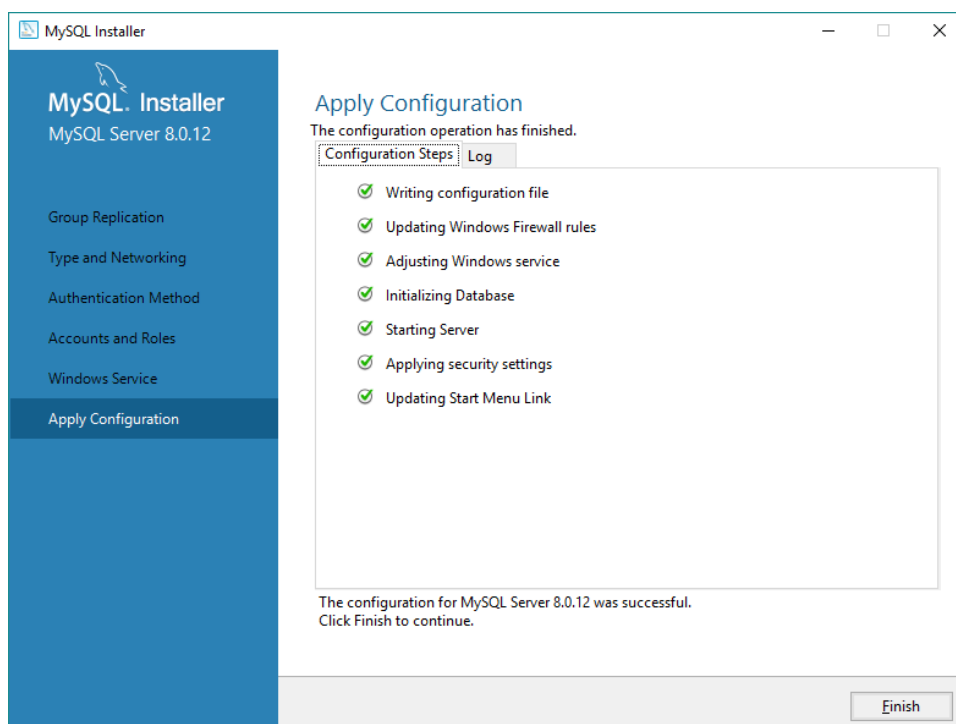 MySQL Installer
MySQL. Installer
MySQL Server 8.0.12
Group Replication
Type and Networking
Authentication Method
Accounts and Roles
Windows Service
Apply Configuration
Apply Configuration
The configuration operation has finished.
Configuration Steps Log
Writing configuration file
Updating Windows Firewall rules
Adjusting Windows service
Initializing Database
Starting Server
Applying security settings
Updating Start Menu Link
The configuration for MySQL Server 8.0.12 was successful.
Click Finish to continue.
Finish